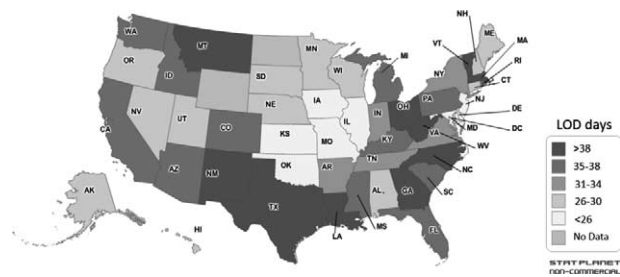 NH
ME
WA
VT
MA
MT
MI
RI
OR
MN
CT
ID
WI
NY
SD
NJ
PA
IA
DE
NE
OH
NV
IN
IL
MD
DC
UT
CA
CO
KS
MO
KY
VA
WV
OK
TN
NC
AZ
NM
AR
SC
AL
GA
AK
TX
MS
HI
LA
FL
LOD days
>38
35-38
31-34
26-30
<26
No Data
STATPLANET
NON-COMMERCIAL